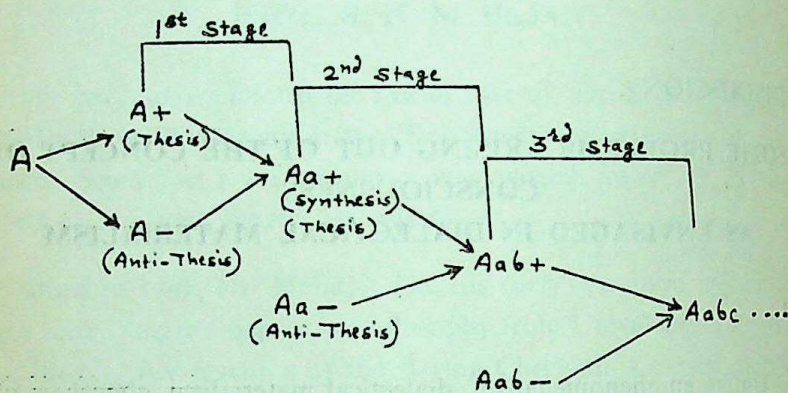 1st Stage
2nd Stage
3rd Stage
A
A+
(Thesis)
A-
(Anti-Thesis)
Aa+
(Synthesis)
(Thesis)
Aa-
(Anti-Thesis)
Aab+
Aab-
Aabc ....